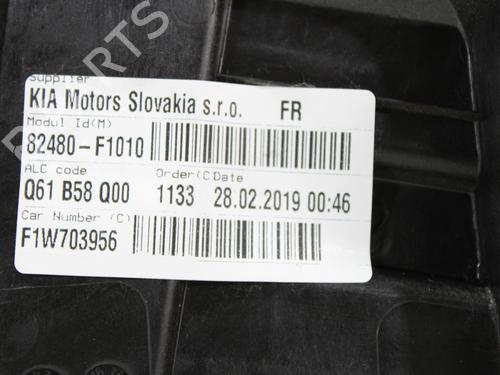 PARTS
Supplier
KIA Motors Slovakia s.r.o. FR
Modul Id(M)
82480-F1010
ALC code Order(C)Date
Q61 B58 Q00 1133 28.02.2019 00:46
Car Number (C)
F1W703956